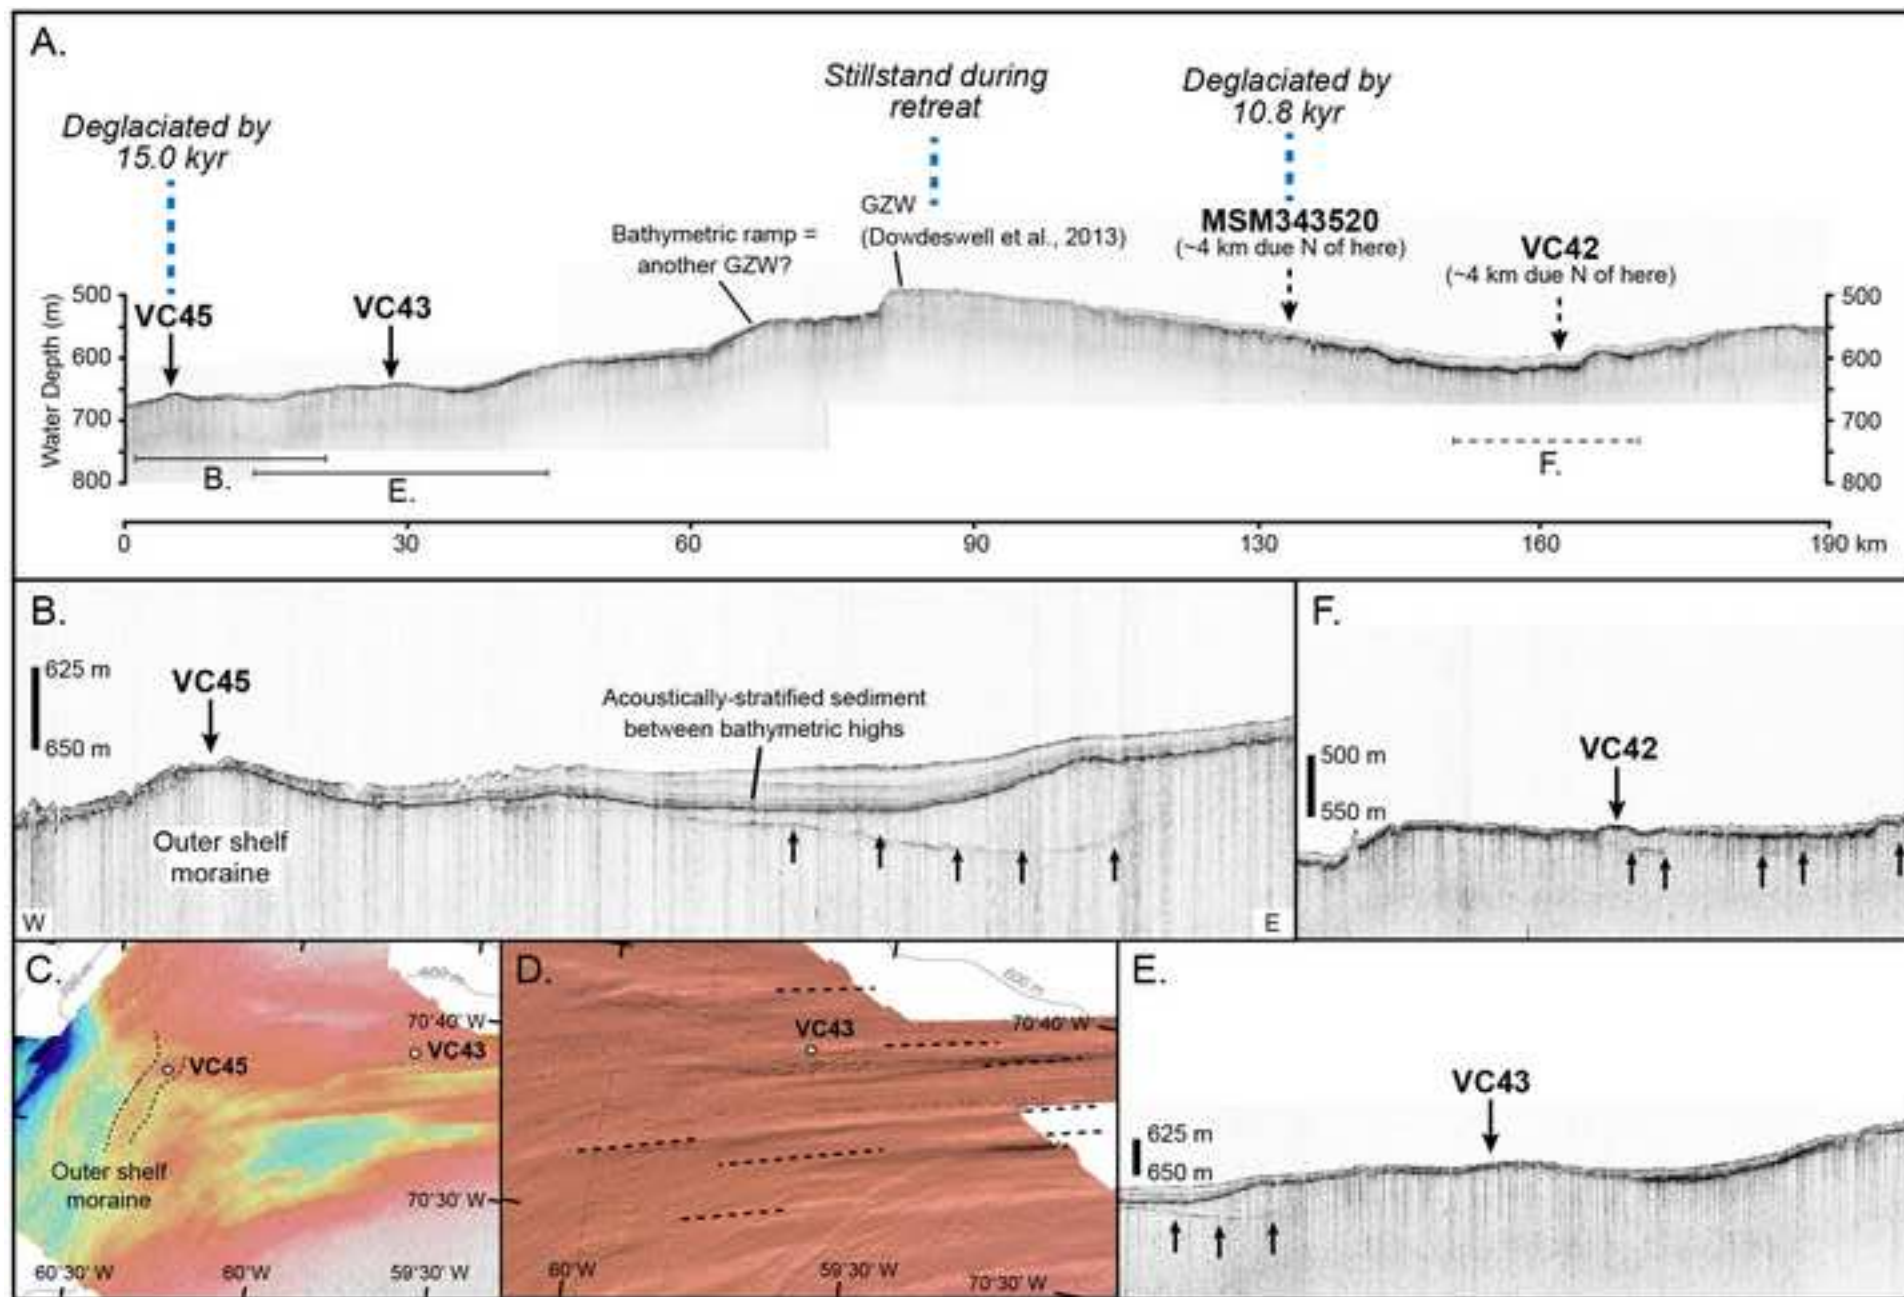 A.
Stillstand during
retreat
Deglaciated by
10.8 kyr
Deglaciated by
15.0 kyr
GZW
(Dowdeswell et al., 2013)
MSM343520
(~4 km due N of here)
Bathymetric ramp =
another GZW?
VC42
(~4 km due N of here)
VC45
VC43
Water Depth (m)
500
600
700
800
500
600
700
800
B.
E.
F.
0
30
60
90
130
160
190 km
B.
625 m
650 m
VC45
Acoustically-stratified sediment
between bathymetric highs
Outer shelf
moraine
W
E
F.
VC42
500 m
550 m
C.
70°40' W
VC43
VC45
Outer shelf
moraine
70°30' W
60°30' W
60°W
59°30' W
D.
600 m
70°40' W
VC43
60°W
59°30' W
70°30' W
E.
VC43
625 m
650 m